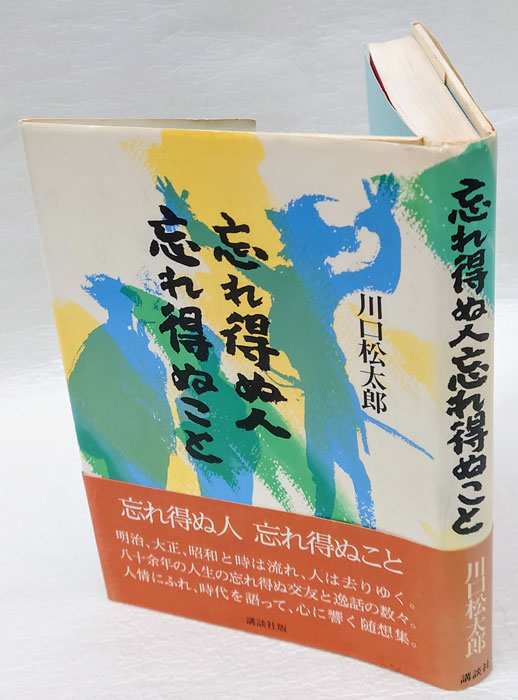 忘れ得ぬ人
忘れ得ぬこと
川口松太郎
忘れ得ぬ人 忘れ得ぬこと
明治、大正、昭和と時は流れ、人は去りゆく。
八十余年の人生の忘れ得ぬ交友と逸話の数々。
人情にふれ、時代を語って、心に響く随想集。
講談社版
忘れ得ぬ人忘れ得ぬこと
川口松太郎
講談社